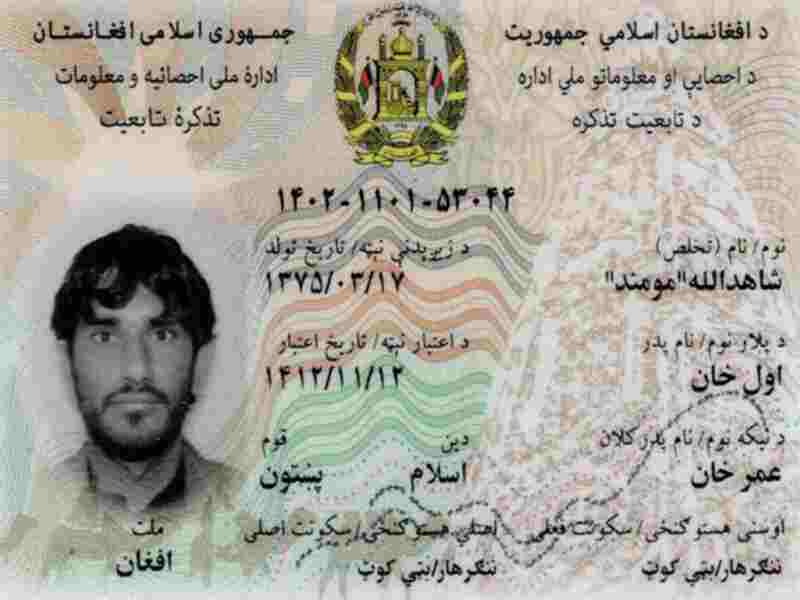 د افغانستان اسلامي جمهوریت
جمهوری اسلامی افغانستان
د احصایې او معلوماتو ملي اداره
ادارهٔ ملی احصائیه و معلومات
د تابعیت تذکره
تذکرهٔ تابعیت
۱۴۰۲-۱۱۰۱-۵۳۰۴۴
نوم/ نام (تخلص)
شاهدالله"مومند"
د زیږیدنې نېټه/ تاریخ تولد
۱۳۷۵/۰۳/۱۷
د پلار نوم/ نام پدر
اول خان
د اعتبار نېټه/ تاریخ اعتبار
۱۴۱۲/۱۱/۱۲
د نیکه نوم/ نام پدرکلان
عمر خان
دین
اسلام
قوم
پښتون
اوسنی هستوګنځی/ سکونت فعلی
ننګرهار/بټي کوټ
اصلي هستوګنځی/ سکونت اصلی
ننګرهار/بټي کوټ
ملت
افغان